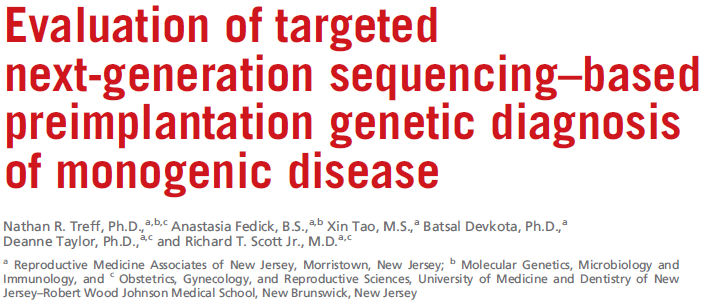 Evaluation of targeted
next-generation sequencing–based
preimplantation genetic diagnosis
of monogenic disease
Nathan R. Treff, Ph.D.,a,b,c Anastasia Fedick, B.S.,a,b Xin Tao, M.S.,a Batsal Devkota, Ph.D.,a
Deanne Taylor, Ph.D.,a,c and Richard T. Scott Jr., M.D.a,c
a Reproductive Medicine Associates of New Jersey, Morristown, New Jersey; b Molecular Genetics, Microbiology and
Immunology, and c Obstetrics, Gynecology, and Reproductive Sciences, University of Medicine and Dentistry of New
Jersey–Robert Wood Johnson Medical School, New Brunswick, New Jersey